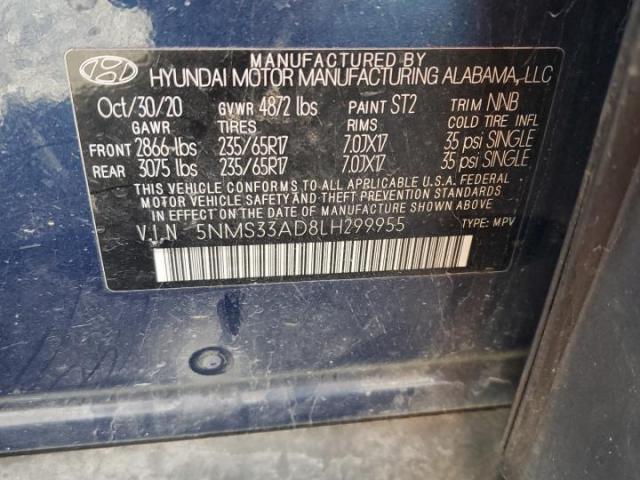 MANUFACTURED BY
HYUNDAI MOTOR MANUFACTURING ALABAMA, LLC
Oct/30/20 GVWR 4872 lbs PAINT ST2 TRIM NNB
GAWR TIRES RIMS COLD TIRE INFL
FRONT 2866 lbs 235/65R17 7.0JX17 35 psi SINGLE
REAR 3075 lbs 235/65R17 7.0JX17 35 psi SINGLE
THIS VEHICLE CONFORMS TO ALL APPLICABLE U.S.A. FEDERAL
MOTOR VEHICLE SAFETY AND THEFT PREVENTION STANDARDS
IN EFFECT ON THE DATE OF MANUFACTURE SHOWN ABOVE.
V.I.N 5NMS33AD8LH299955 TYPE: MPV